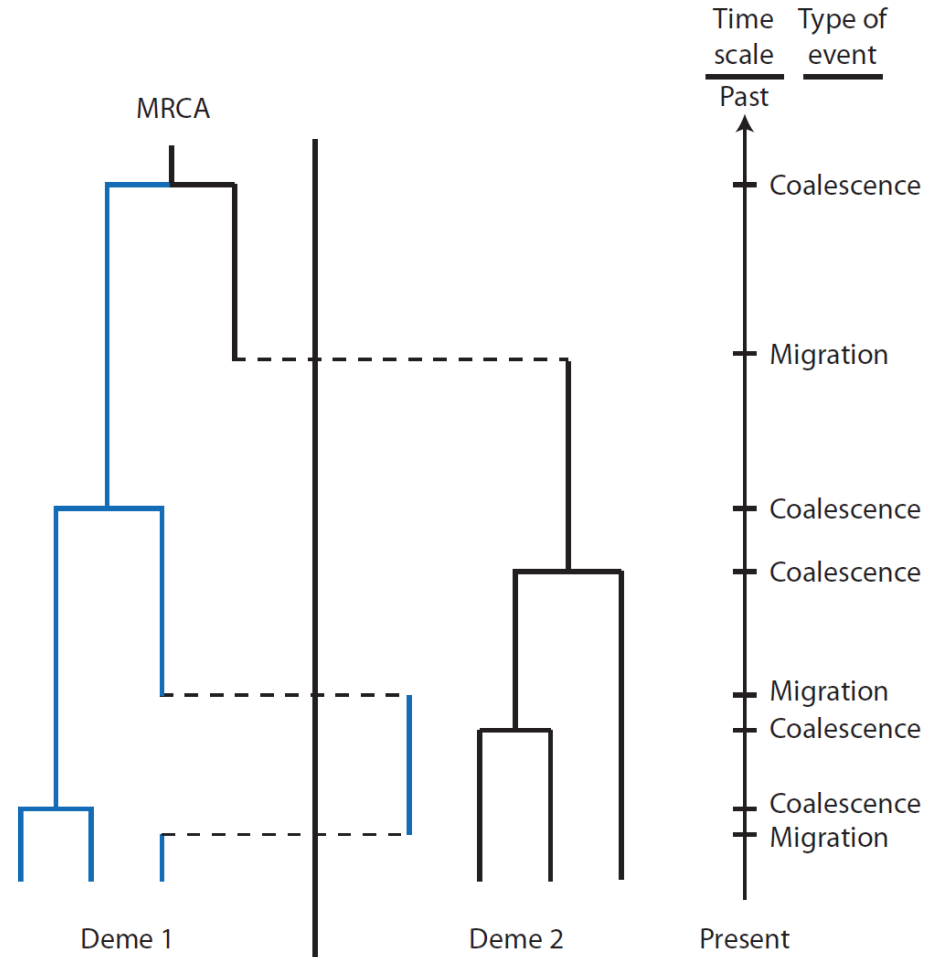 Time Type of
scale event
Past
MRCA
Coalescence
Migration
Coalescence
Coalescence
Migration
Coalescence
Coalescence
Migration
Deme 1 Deme 2 Present